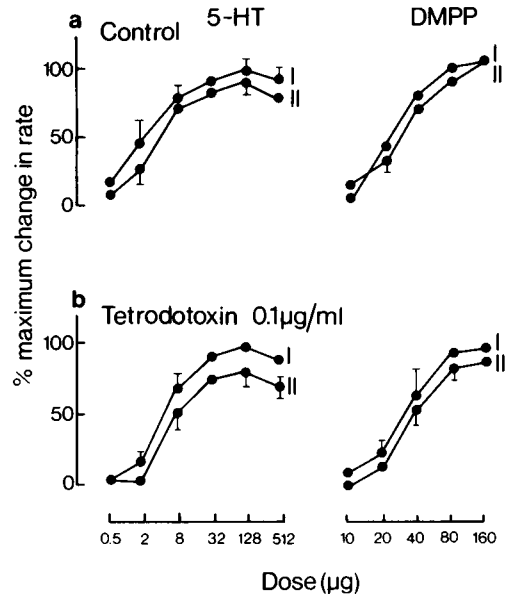 5-HT DMPP
a Control
100 I I
II II
50
0
% maximum change in rate
b Tetrodotoxin 0.1µg/ml
100 I I
II II
50
0
0.5 2 8 32 128 512 10 20 40 80 160
Dose (µg)